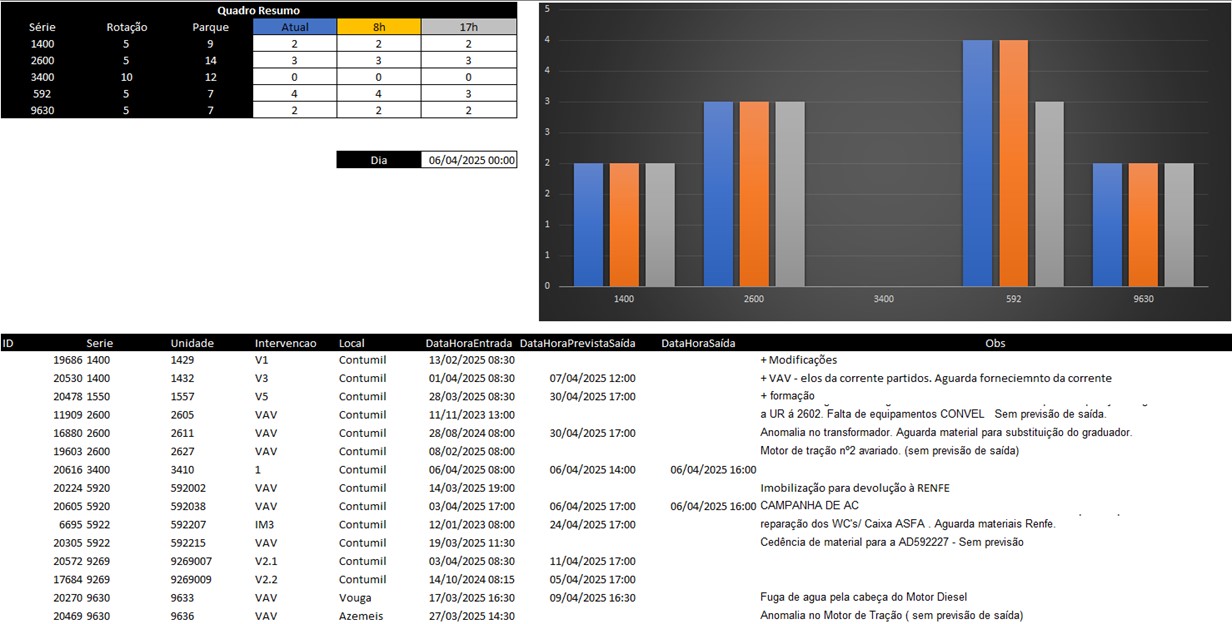 Quadro Resumo
Série Rotação Parque Atual 8h 17h
1400 5 9 2 2 2
2600 5 14 3 3 3
3400 10 12 0 0 0
592 5 7 4 4 3
9630 5 7 2 2 2
Dia 06/04/2025 00:00
5
4
4
3
3
2
2
1
1
0
1400 2600 3400 592 9630
ID Serie Unidade Intervencao Local DataHoraEntrada DataHoraPrevistaSaída DataHoraSaída Obs
19686 1400 1429 V1 Contumil 13/02/2025 08:30 + Modificações
20530 1400 1432 V3 Contumil 01/04/2025 08:30 07/04/2025 12:00 + VAV - elos da corrente partidos. Aguarda forneciemnto da corrente
20478 1550 1557 V5 Contumil 28/03/2025 08:30 30/04/2025 17:00 + formação
11909 2600 2605 VAV Contumil 11/11/2023 13:00 a UR á 2602. Falta de equipamentos CONVEL Sem previsão de saída.
16880 2600 2611 VAV Contumil 28/08/2024 08:00 30/04/2025 17:00 Anomalia no transformador. Aguarda material para substituição do graduador.
19603 2600 2627 VAV Contumil 08/02/2025 08:00 Motor de tração nº2 avariado. (sem previsão de saída)
20616 3400 3410 1 Contumil 06/04/2025 08:00 06/04/2025 14:00 06/04/2025 16:00
20224 5920 592002 VAV Contumil 14/03/2025 19:00 Imobilização para devolução à RENFE
20605 5920 592038 VAV Contumil 03/04/2025 17:00 06/04/2025 17:00 06/04/2025 16:00 CAMPANHA DE AC
6695 5922 592207 IM3 Contumil 12/01/2023 08:00 24/04/2025 17:00 reparação dos WC's/ Caixa ASFA . Aguarda materiais Renfe.
20305 5922 592215 VAV Contumil 19/03/2025 11:30 Cedência de material para a AD592227 - Sem previsão
20572 9269 9269007 V2.1 Contumil 03/04/2025 08:30 11/04/2025 17:00
17684 9269 9269009 V2.2 Contumil 14/10/2024 08:15 05/04/2025 17:00
20270 9630 9633 VAV Vouga 17/03/2025 16:30 09/04/2025 16:30 Fuga de agua pela cabeça do Motor Diesel
20469 9630 9636 VAV Azemeis 27/03/2025 14:30 Anomalia no Motor de Tração ( sem previsão de saída)